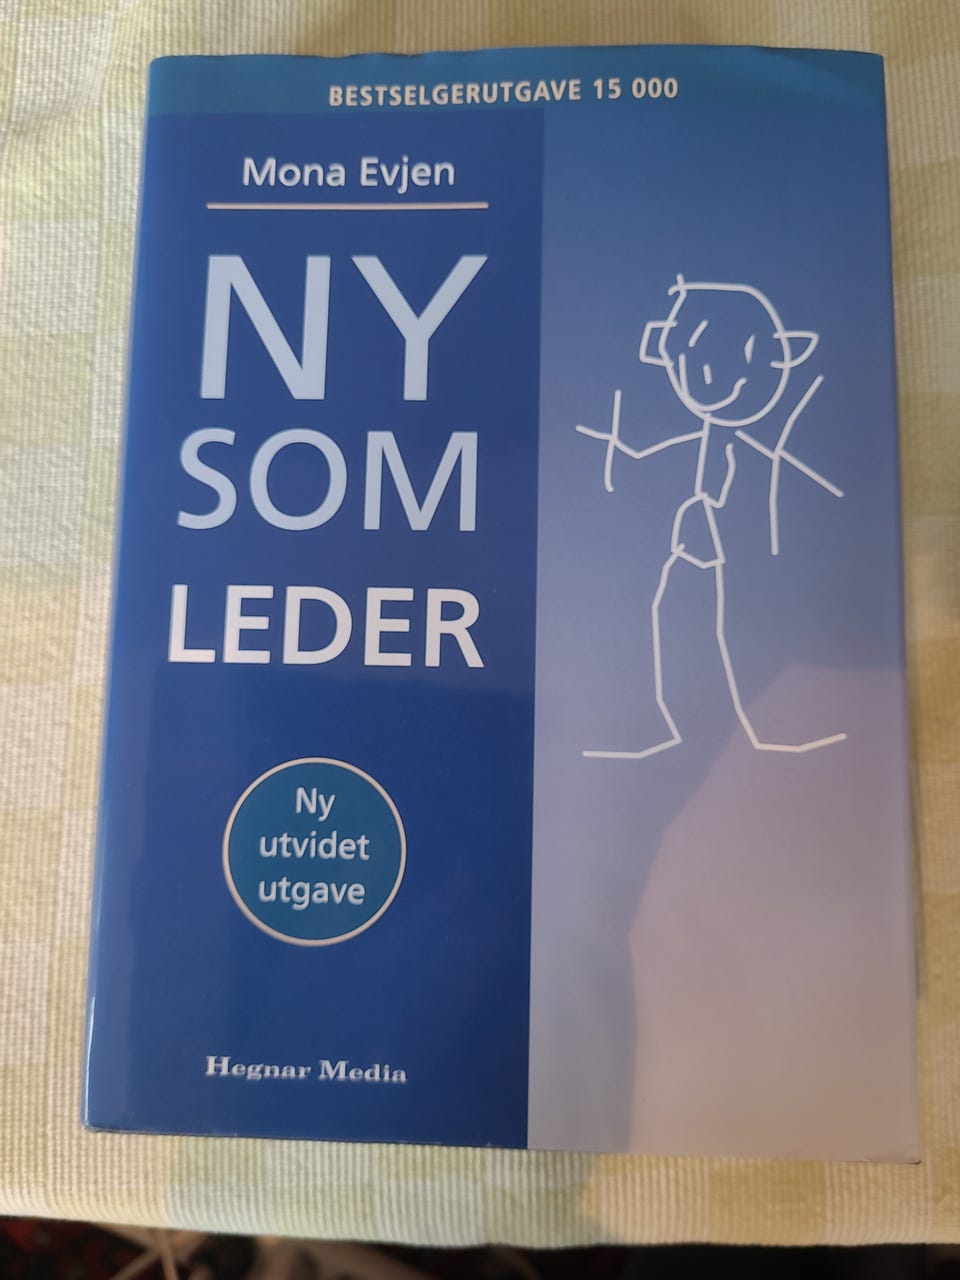 BESTSELGERUTGAVE 15 000
Mona Evjen
NY
SOM
LEDER
Ny
utvidet
utgave
Hegnar Media